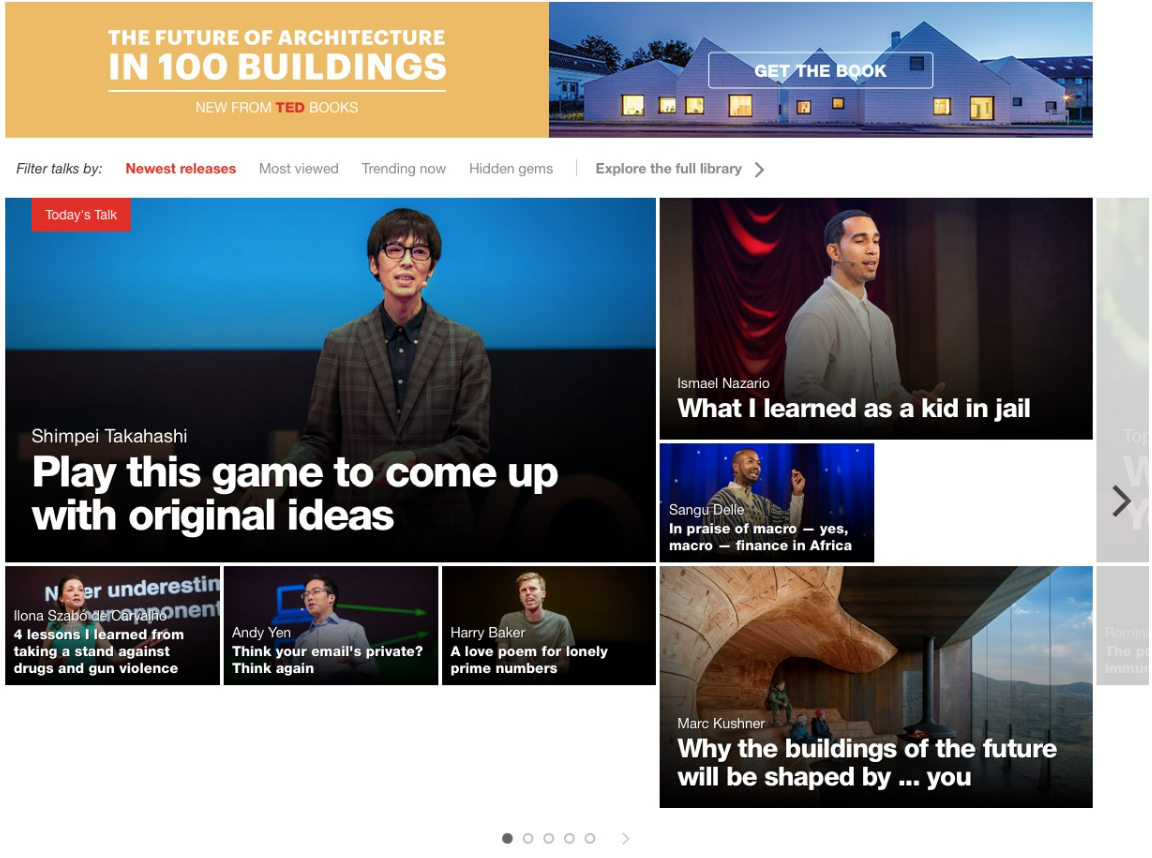 THE FUTURE OF ARCHITECTURE
IN 100 BUILDINGS
NEW FROM TED BOOKS
GET THE BOOK
Filter talks by:
Newest releases
Most viewed
Trending now
Hidden gems
Explore the full library
Today's Talk
Shimpei Takahashi
Play this game to come up
with original ideas
Ismael Nazario
What I learned as a kid in jail
Sangu Delle
In praise of macro — yes,
macro — finance in Africa
Ilona Szabó de Carvalho
4 lessons I learned from
taking a stand against
drugs and gun violence
Andy Yen
Think your email's private?
Think again
Harry Baker
A love poem for lonely
prime numbers
Marc Kushner
Why the buildings of the future
will be shaped by ... you